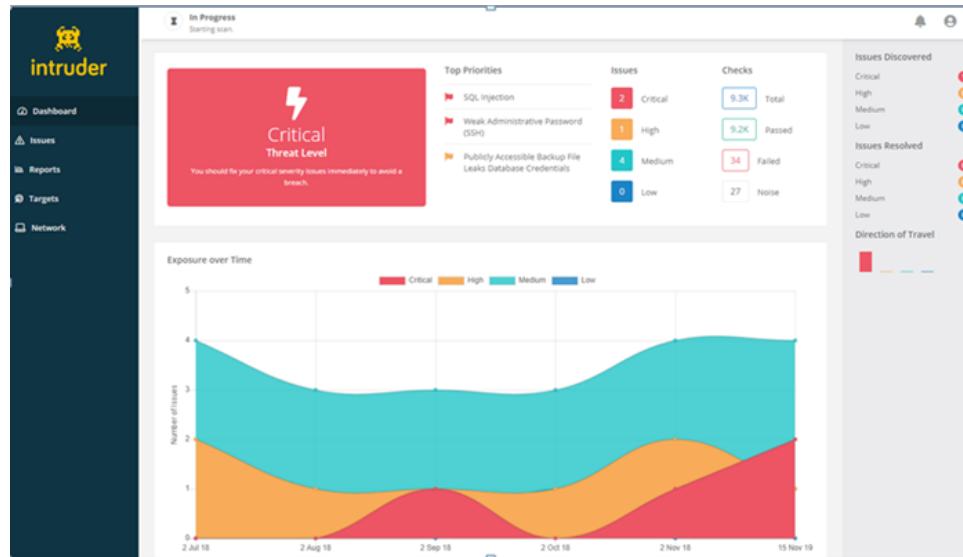 intruder
Dashboard
Issues
Reports
Targets
Network
In Progress
Starting scan.
Critical
Threat Level
You should fix your critical severity issues immediately to avoid a
breach.
Top Priorities
SQL Injection
Weak Administrative Password
(SSH)
Publicly Accessible Backup File
Leaks Database Credentials
Issues
2 Critical
1 High
4 Medium
0 Low
Checks
9.3K Total
9.2K Passed
34 Failed
27 Noise
Issues Discovered
Critical
High
Medium
Low
Issues Resolved
Critical
High
Medium
Low
Direction of Travel
Exposure over Time
Critical High Medium Low
Number of Issues
5
4
3
2
1
0
2 Jul 18 2 Aug 18 2 Sep 18 2 Oct 18 2 Nov 18 15 Nov 19